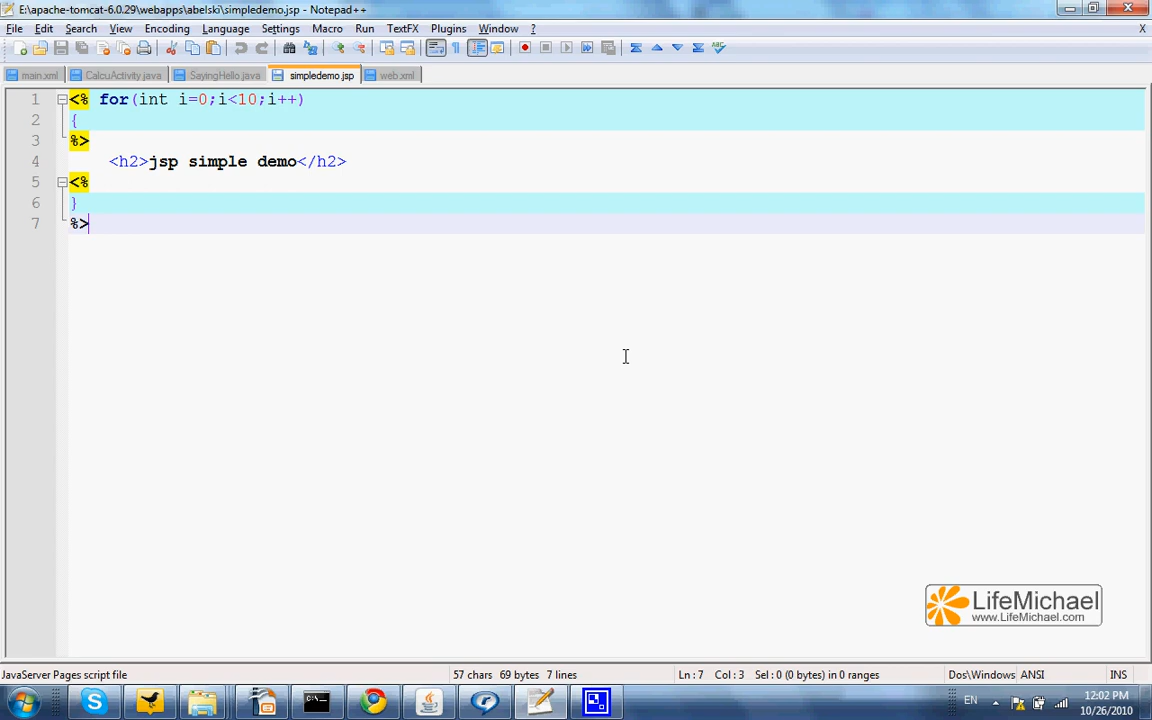 E:\apache-tomcat-6.0.29\webapps\abelski\simpledemo.jsp - Notepad++
File Edit Search View Encoding Language Settings Macro Run TextFX Plugins Window ? X
main.xml CalcuActivity.java SayingHello.java simpledemo.jsp web.xml
1 <% for(int i=0;i<10;i++)
2 {
3 %>
4 <h2>jsp simple demo</h2>
5 <%
6 }
7 %>
LifeMichael
www.LifeMichael.com
JavaServer Pages script file 57 chars 69 bytes 7 lines Ln : 7 Col : 3 Sel : 0 (0 bytes) in 0 ranges Dos\Windows ANSI INS
EN 12:02 PM
10/26/2010